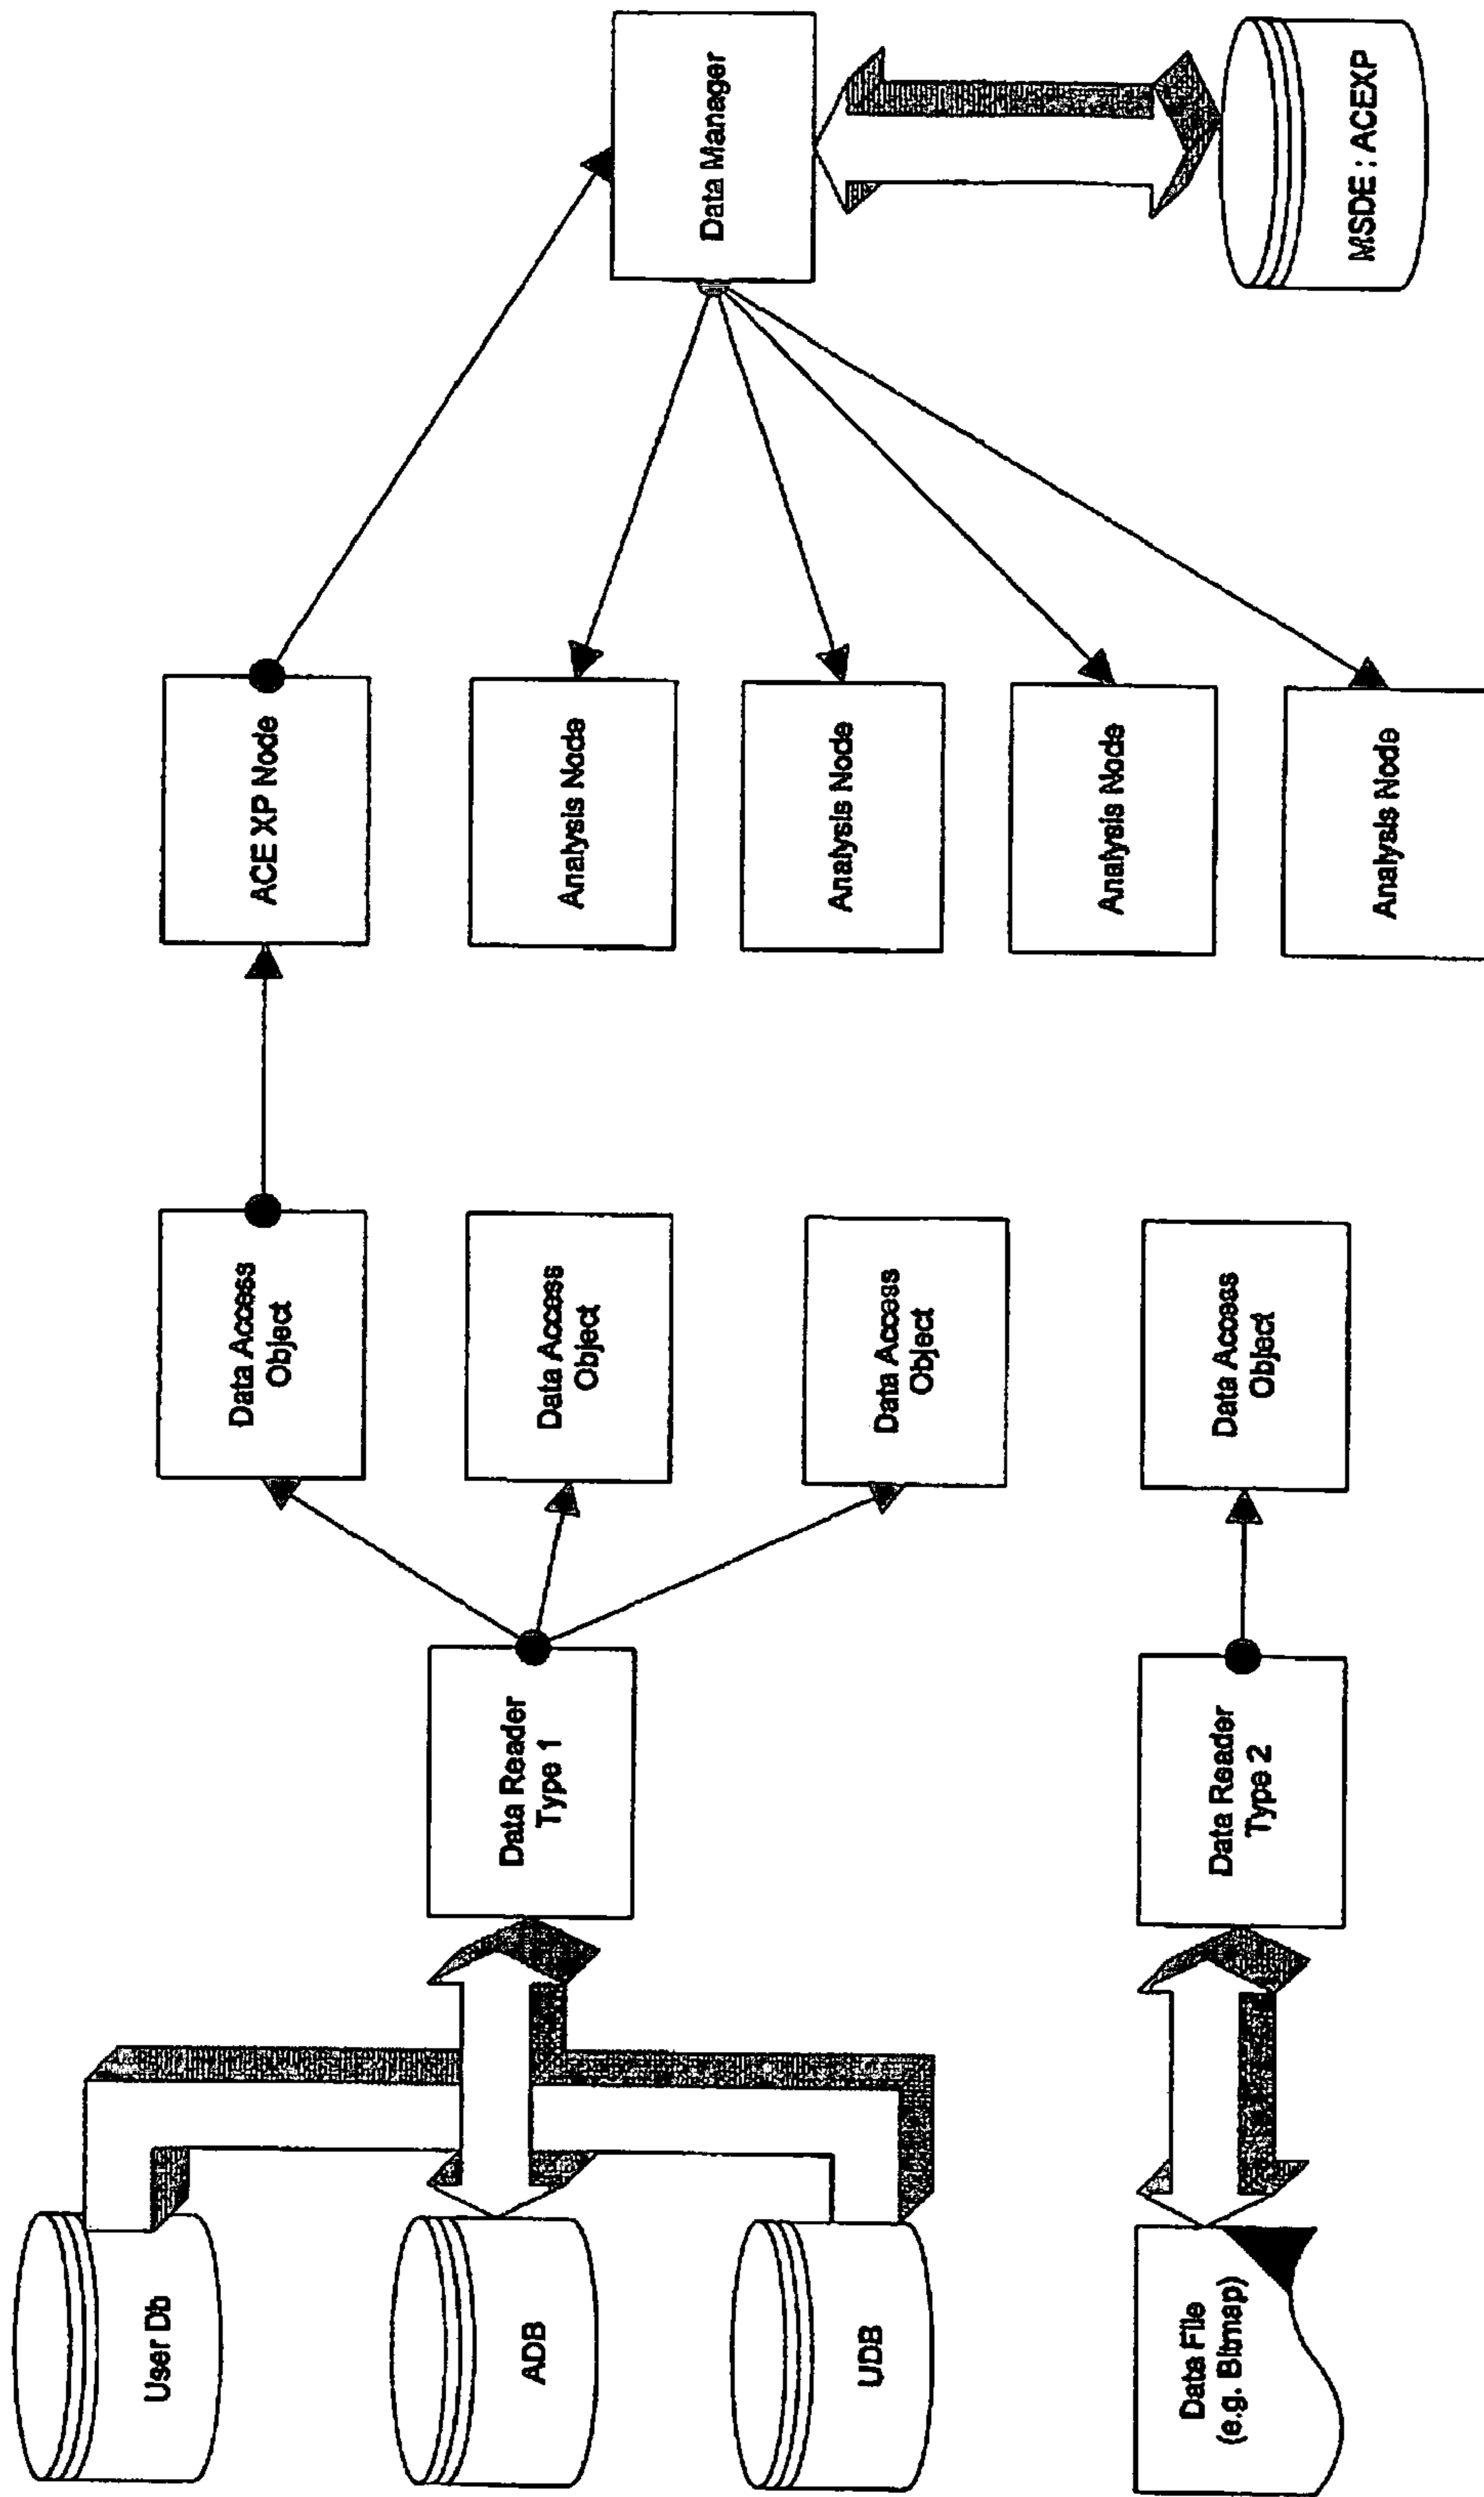 User Db
Data Access
Object
ACE XP Node
ADB
Data Reader
Type 1
Data Access
Object
Analysis Node
Data Manager
UDB
Data Access
Object
Analysis Node
Analysis Node
Data File
(e.g. Bitmap)
Data Reader
Type 2
Data Access
Object
Analysis Node
MSDE : ACEXP